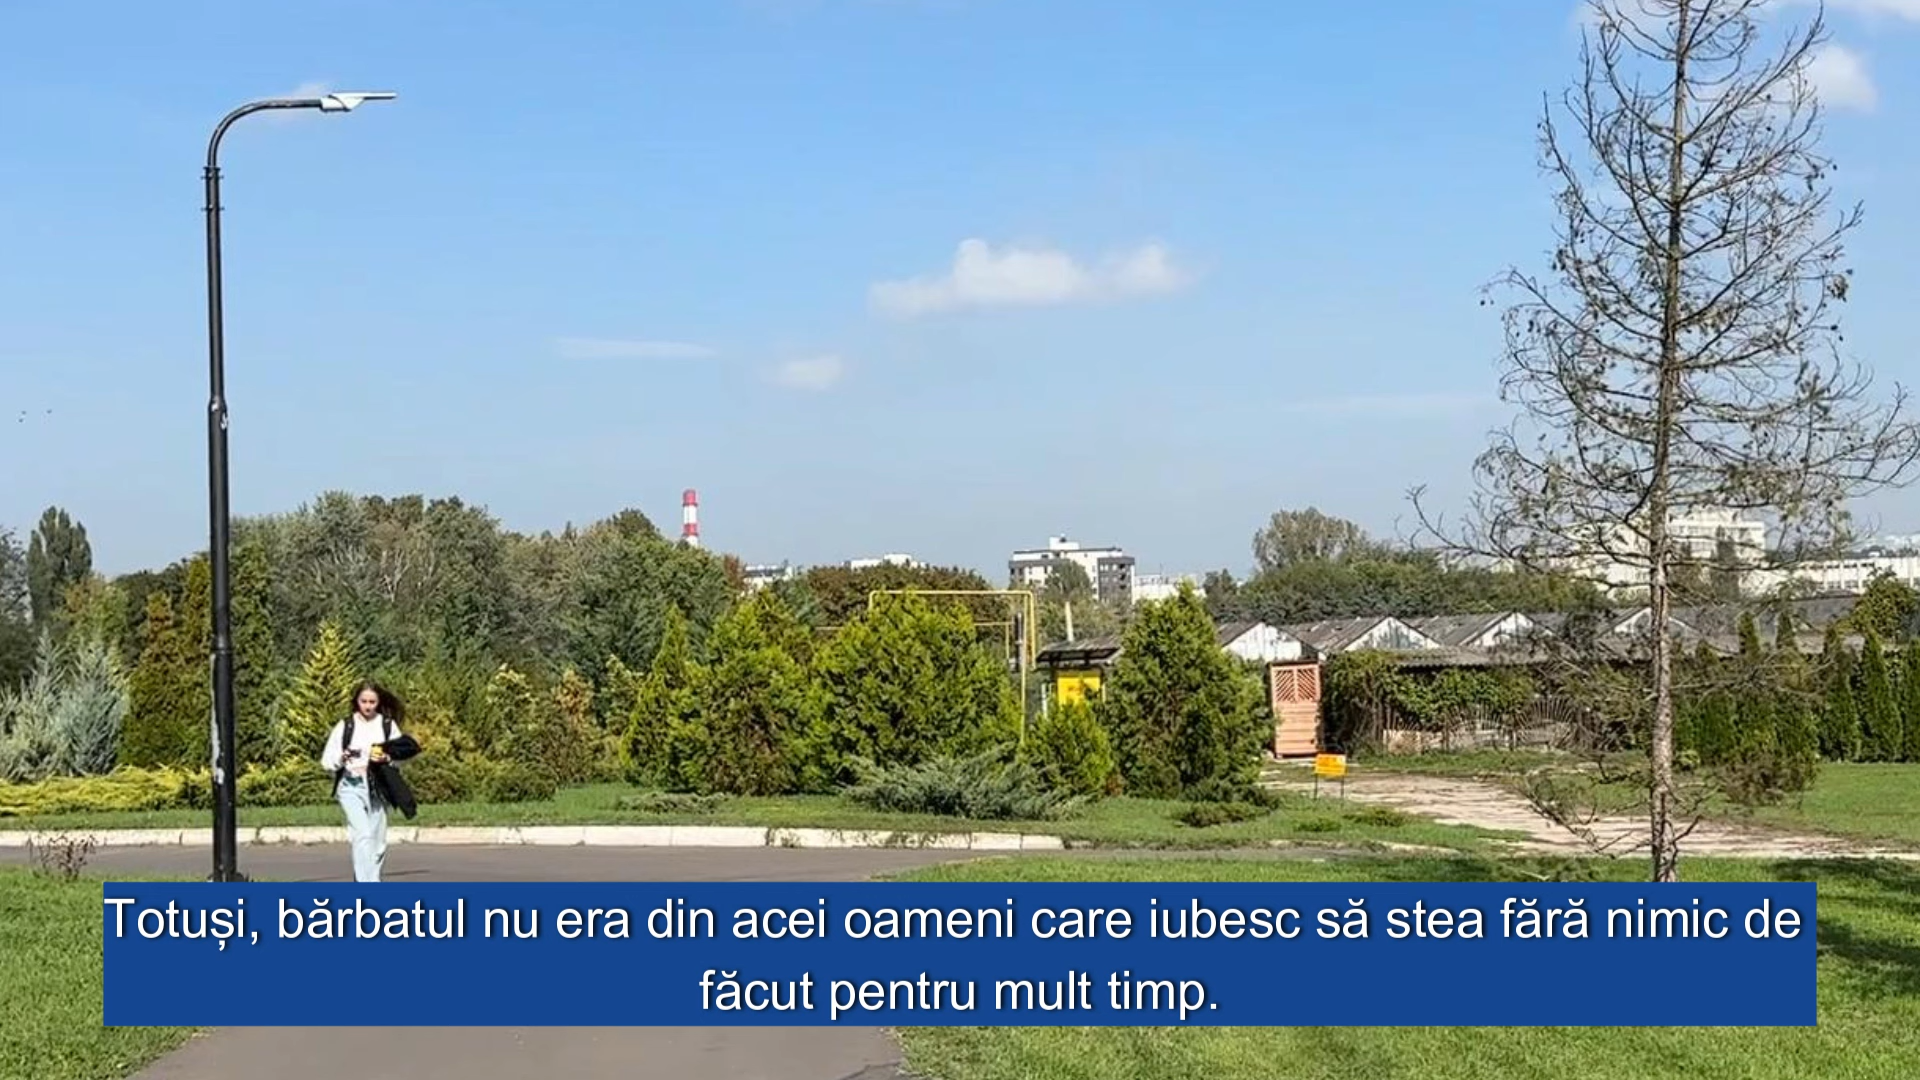 Totuși, bărbatul nu era din acei oameni care iubesc să stea fără nimic de
făcut pentru mult timp.